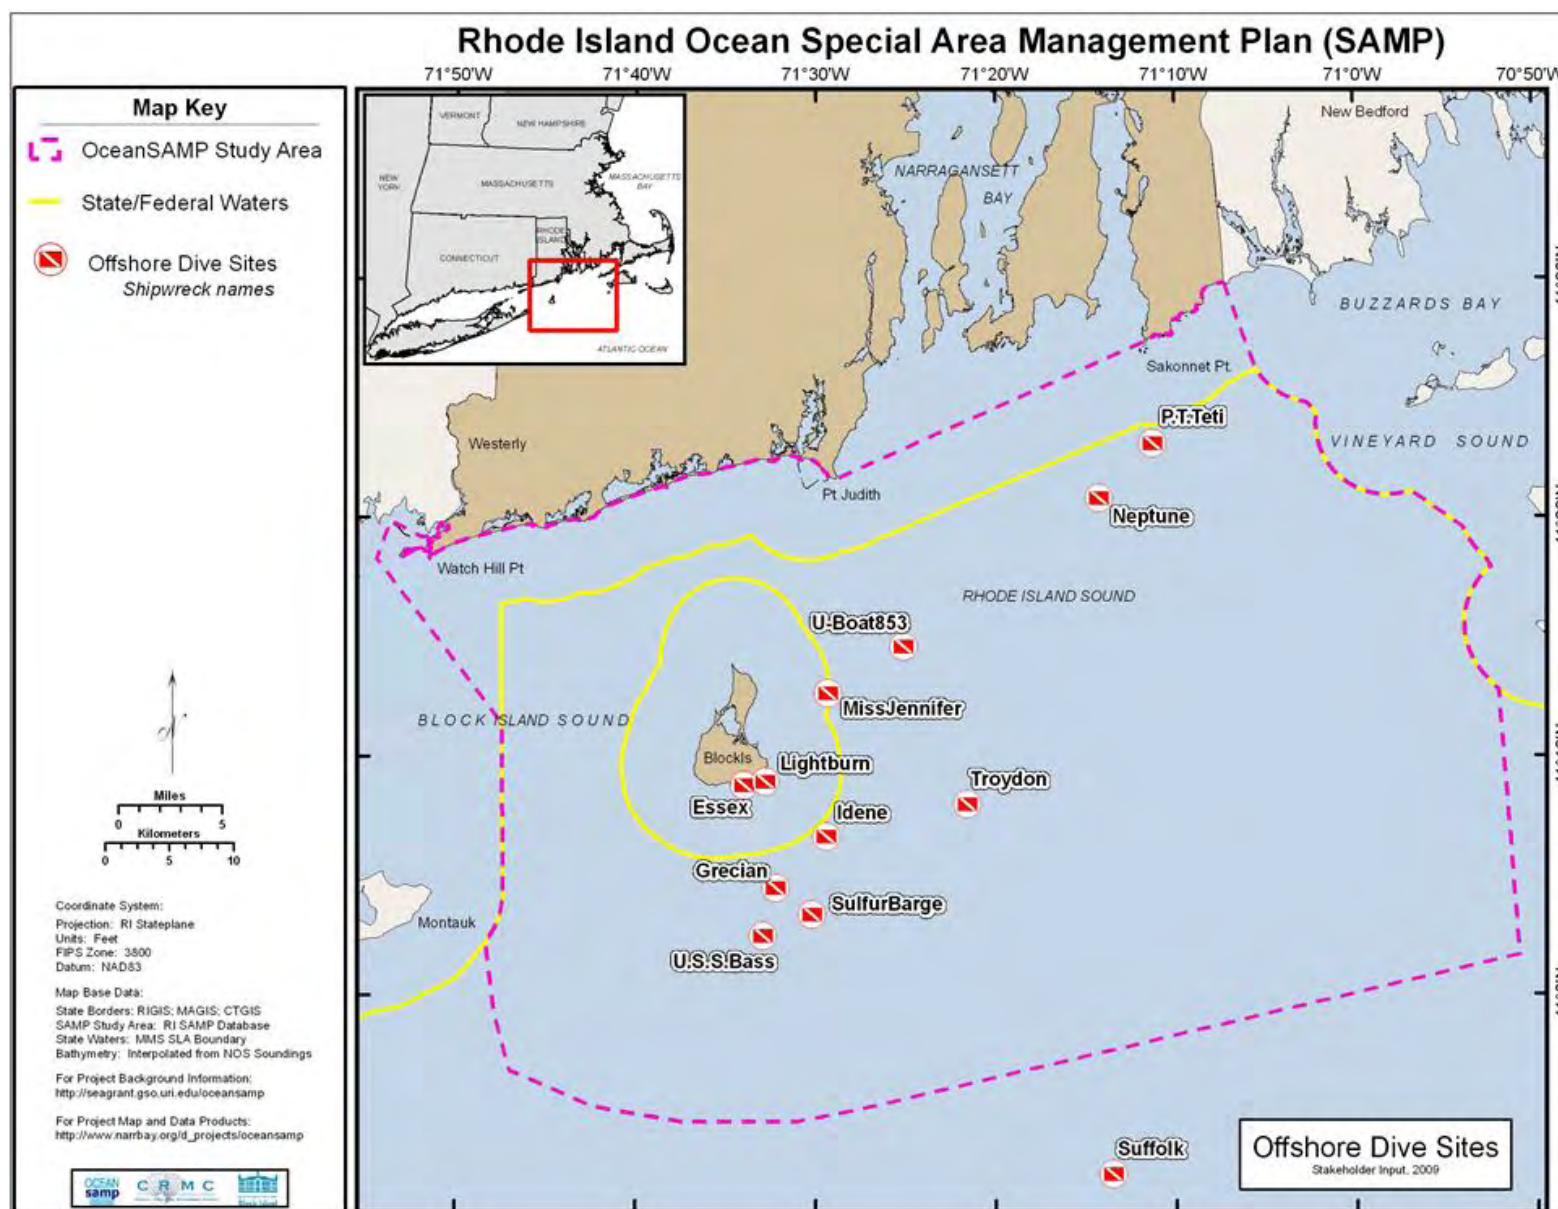 Rhode Island Ocean Special Area Management Plan (SAMP)
71°50'W 71°40'W 71°30'W 71°20'W 71°10'W 71°0'W 70°50'W
Map Key
OceanSAMP Study Area
State/Federal Waters
Offshore Dive Sites
Shipwreck names
VERMONT
NEW HAMPSHIRE
NEW
YORK
MASSACHUSETTS
MASSACHUSETTS
BAY
RHODE
ISLAND
CONNECTICUT
ATLANTIC OCEAN
New Bedford
NARRAGANSETT
BAY
BUZZARDS BAY
Sakonnet Pt.
P.T.Teti
VINEYARD SOUND
Westerly
Pt Judith
Neptune
Watch Hill Pt
RHODE ISLAND SOUND
U-Boat853
MissJennifer
BLOCK ISLAND SOUND
BlockIs
Lightburn
Troydon
Essex
Idene
Grecian
SulfurBarge
Montauk
U.S.S.Bass
Suffolk
N
Miles
0 5
Kilometers
0 5 10
Coordinate System:
Projection: RI Stateplane
Units: Feet
FIPS Zone: 3800
Datum: NAD83
Map Base Data:
State Borders: RIGIS; MAGIS; CTGIS
SAMP Study Area: RI SAMP Database
State Waters: MMS SLA Boundary
Bathymetry: Interpolated from NOS Soundings
For Project Background Information:
http://seagrant.gso.uri.edu/oceansamp
For Project Map and Data Products:
http://www.narrbay.org/d_projects/oceansamp
OCEAN
samp
CRMC
Offshore Dive Sites
Stakeholder Input, 2009